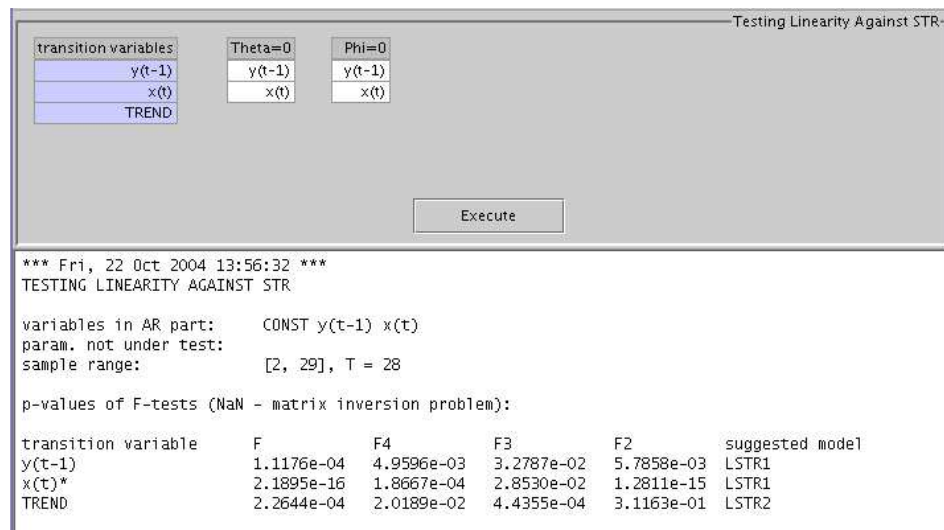 Testing Linearity Against STR
transition variables Theta=0 Phi=0
y(t-1) y(t-1) y(t-1)
x(t) x(t) x(t)
TREND
Execute
*** Fri, 22 Oct 2004 13:56:32 ***
TESTING LINEARITY AGAINST STR
variables in AR part: CONST y(t-1) x(t)
param. not under test:
sample range: [2, 29], T = 28
p-values of F-tests (NaN - matrix inversion problem):
transition variable F F4 F3 F2 suggested model
y(t-1) 1.1176e-04 4.9596e-03 3.2787e-02 5.7858e-03 LSTR1
x(t)* 2.1895e-16 1.8667e-04 2.8530e-02 1.2811e-15 LSTR1
TREND 2.2644e-04 2.0189e-02 4.4355e-04 3.1163e-01 LSTR2